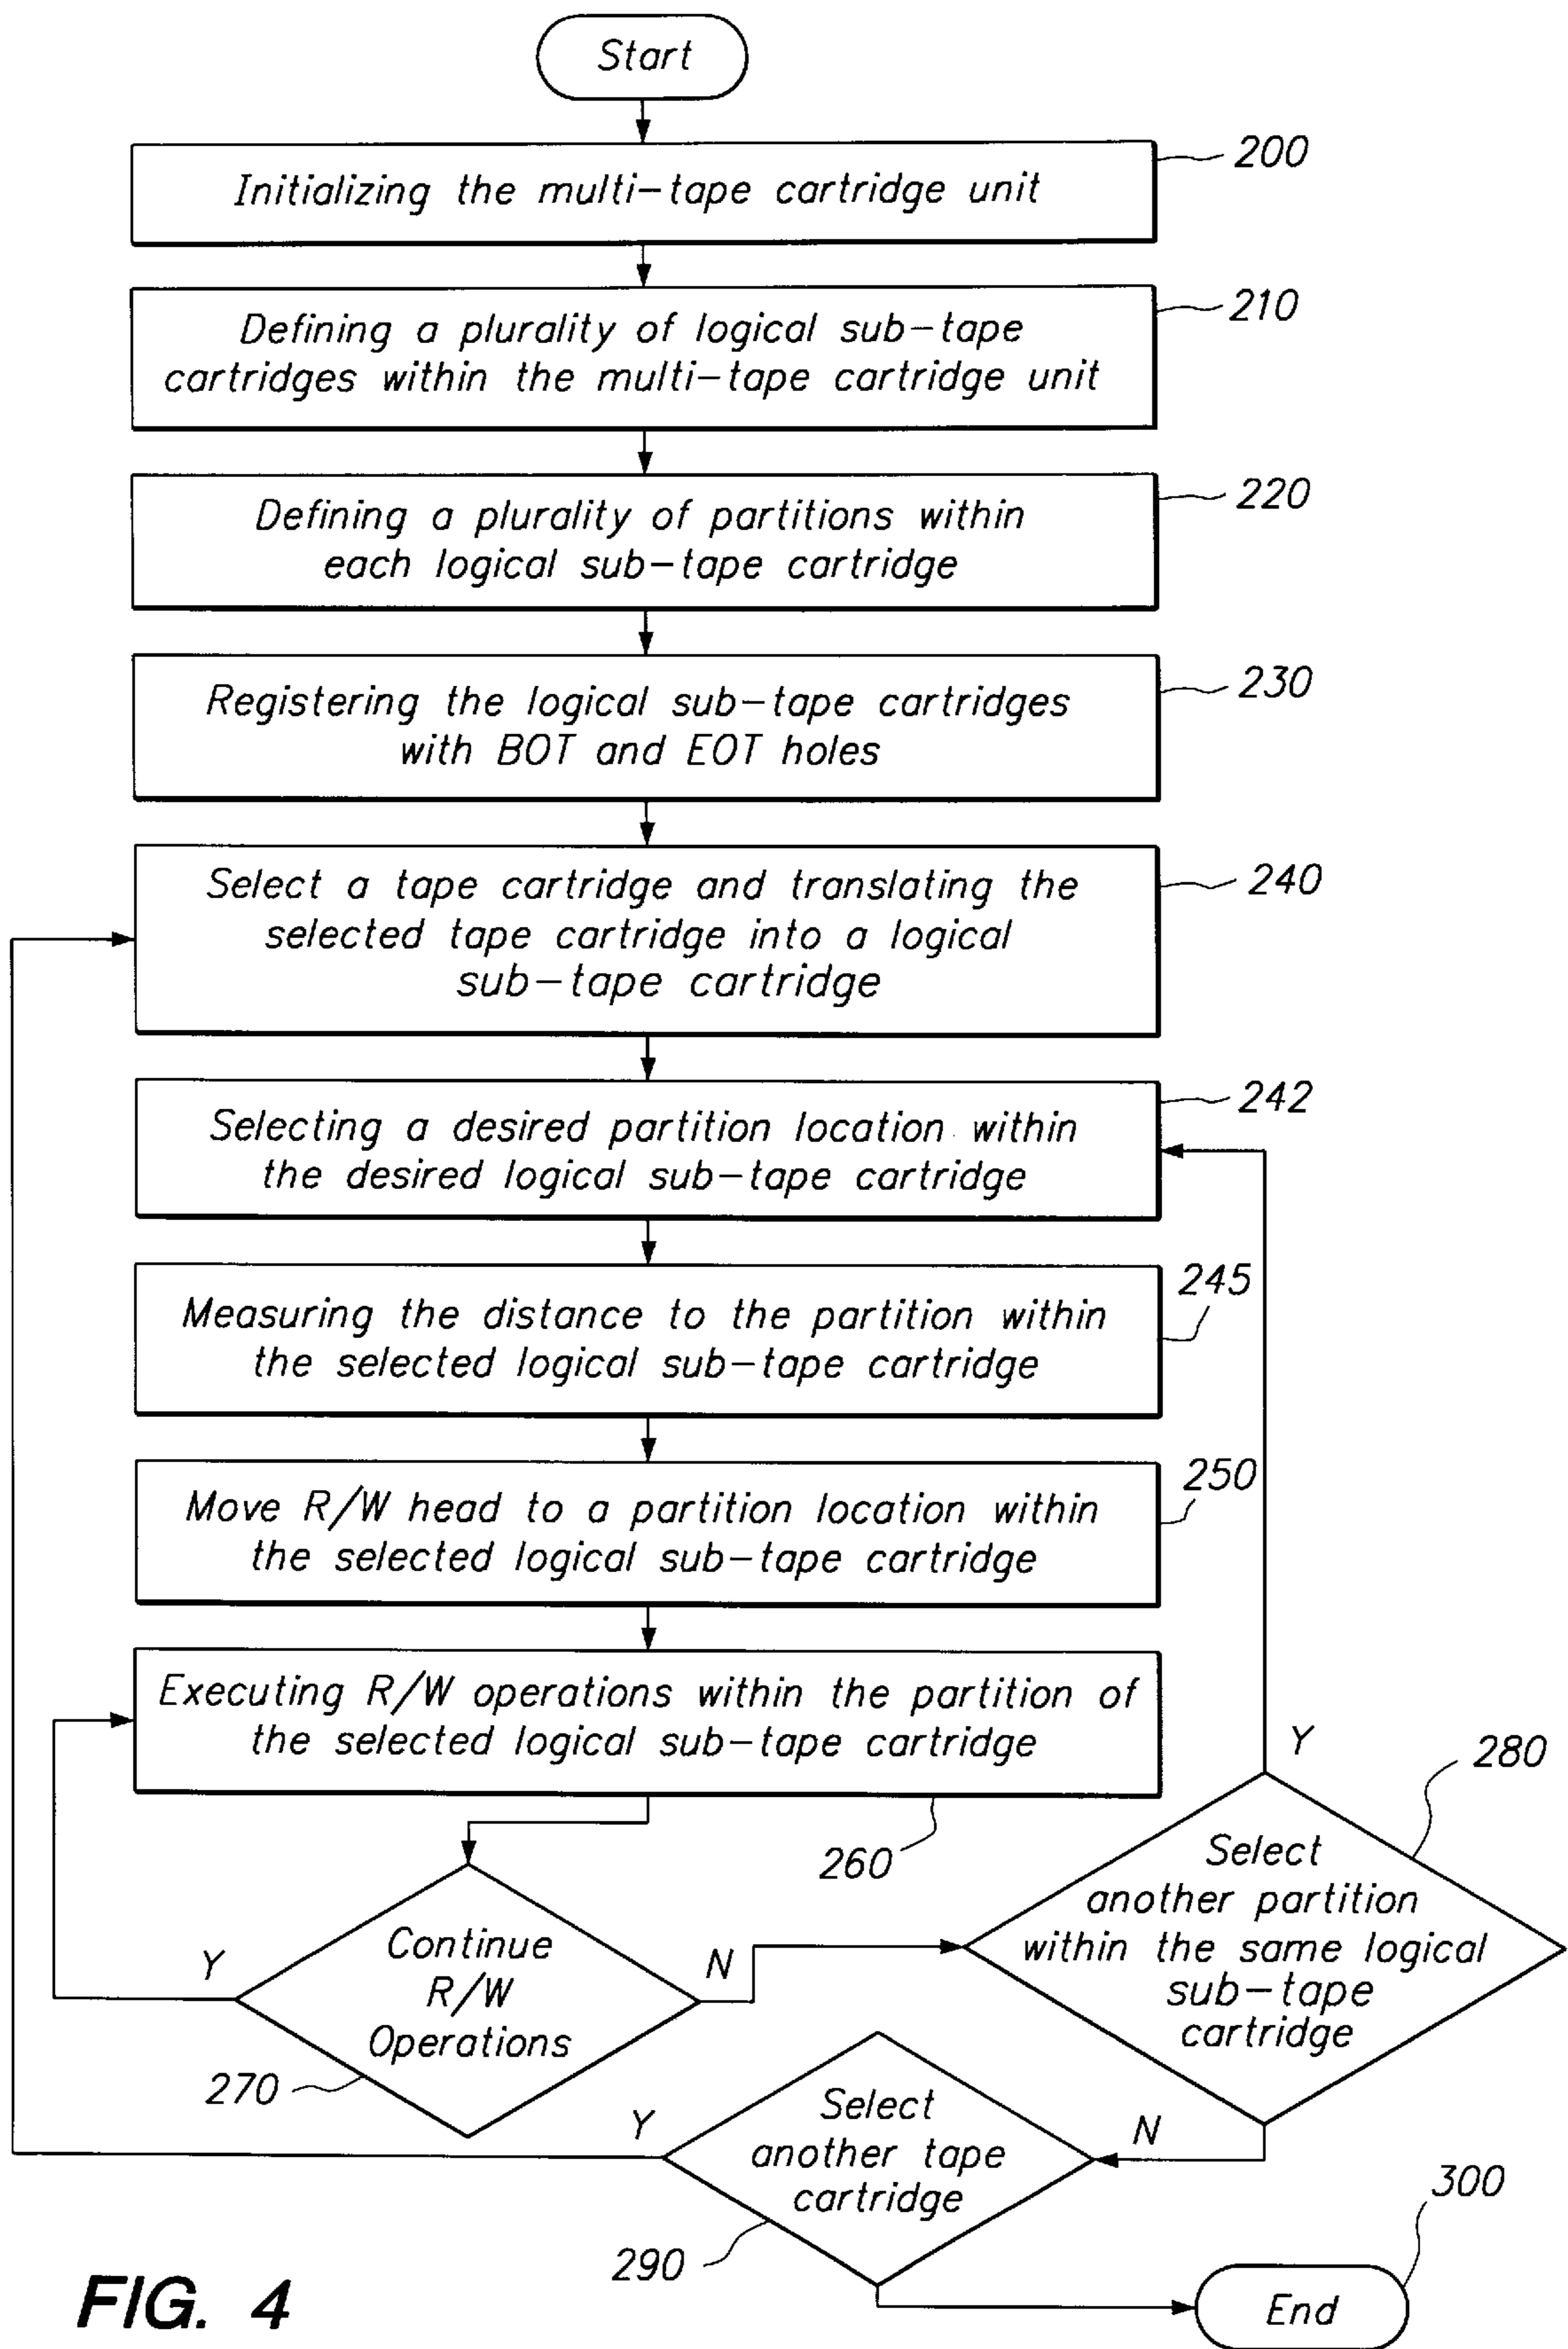 Start
Initializing the multi-tape cartridge unit
200
Defining a plurality of logical sub-tape
cartridges within the multi-tape cartridge unit
210
Defining a plurality of partitions within
each logical sub-tape cartridge
220
Registering the logical sub-tape cartridges
with BOT and EOT holes
230
Select a tape cartridge and translating the
selected tape cartridge into a logical
sub-tape cartridge
240
Selecting a desired partition location within
the desired logical sub-tape cartridge
242
Measuring the distance to the partition within
the selected logical sub-tape cartridge
245
Move R/W head to a partition location within
the selected logical sub-tape cartridge
250
Executing R/W operations within the partition of
the selected logical sub-tape cartridge
260
Continue
R/W
Operations
Y
N
270
Select
another partition
within the same logical
sub-tape
cartridge
Y
N
280
Select
another tape
cartridge
Y
290
End
300
FIG. 4